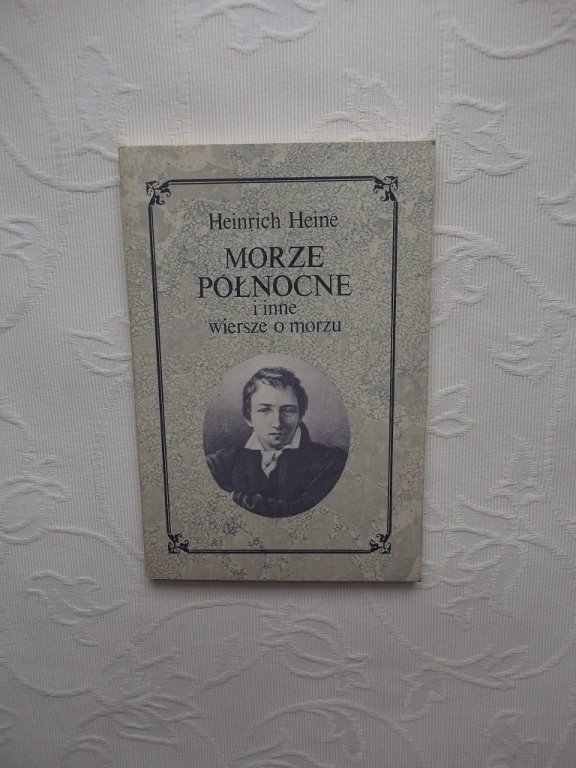 Heinrich Heine
MORZE
PÓŁNOCNE
i inne
wiersze o morzu